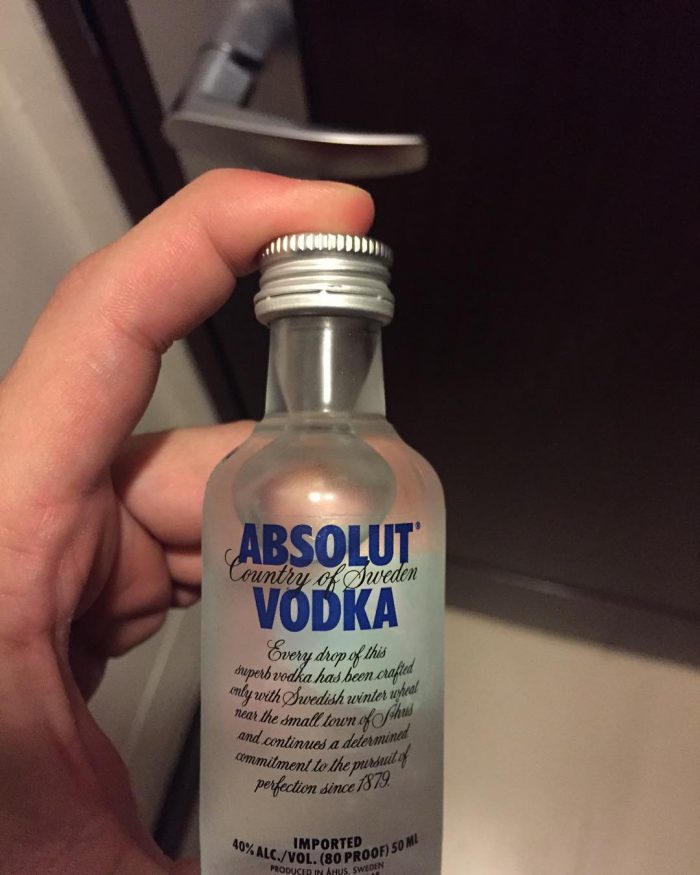 ABSOLUT®
Country of Sweden
VODKA
Every drop of this
superb vodka has been crafted
only with Swedish winter wheat
near the small town of Åhus
and continues a determined
commitment to the pursuit of
perfection since 1879.
IMPORTED
40% ALC./VOL. (80 PROOF) 50 ML
PRODUCED IN ÅHUS, SWEDEN